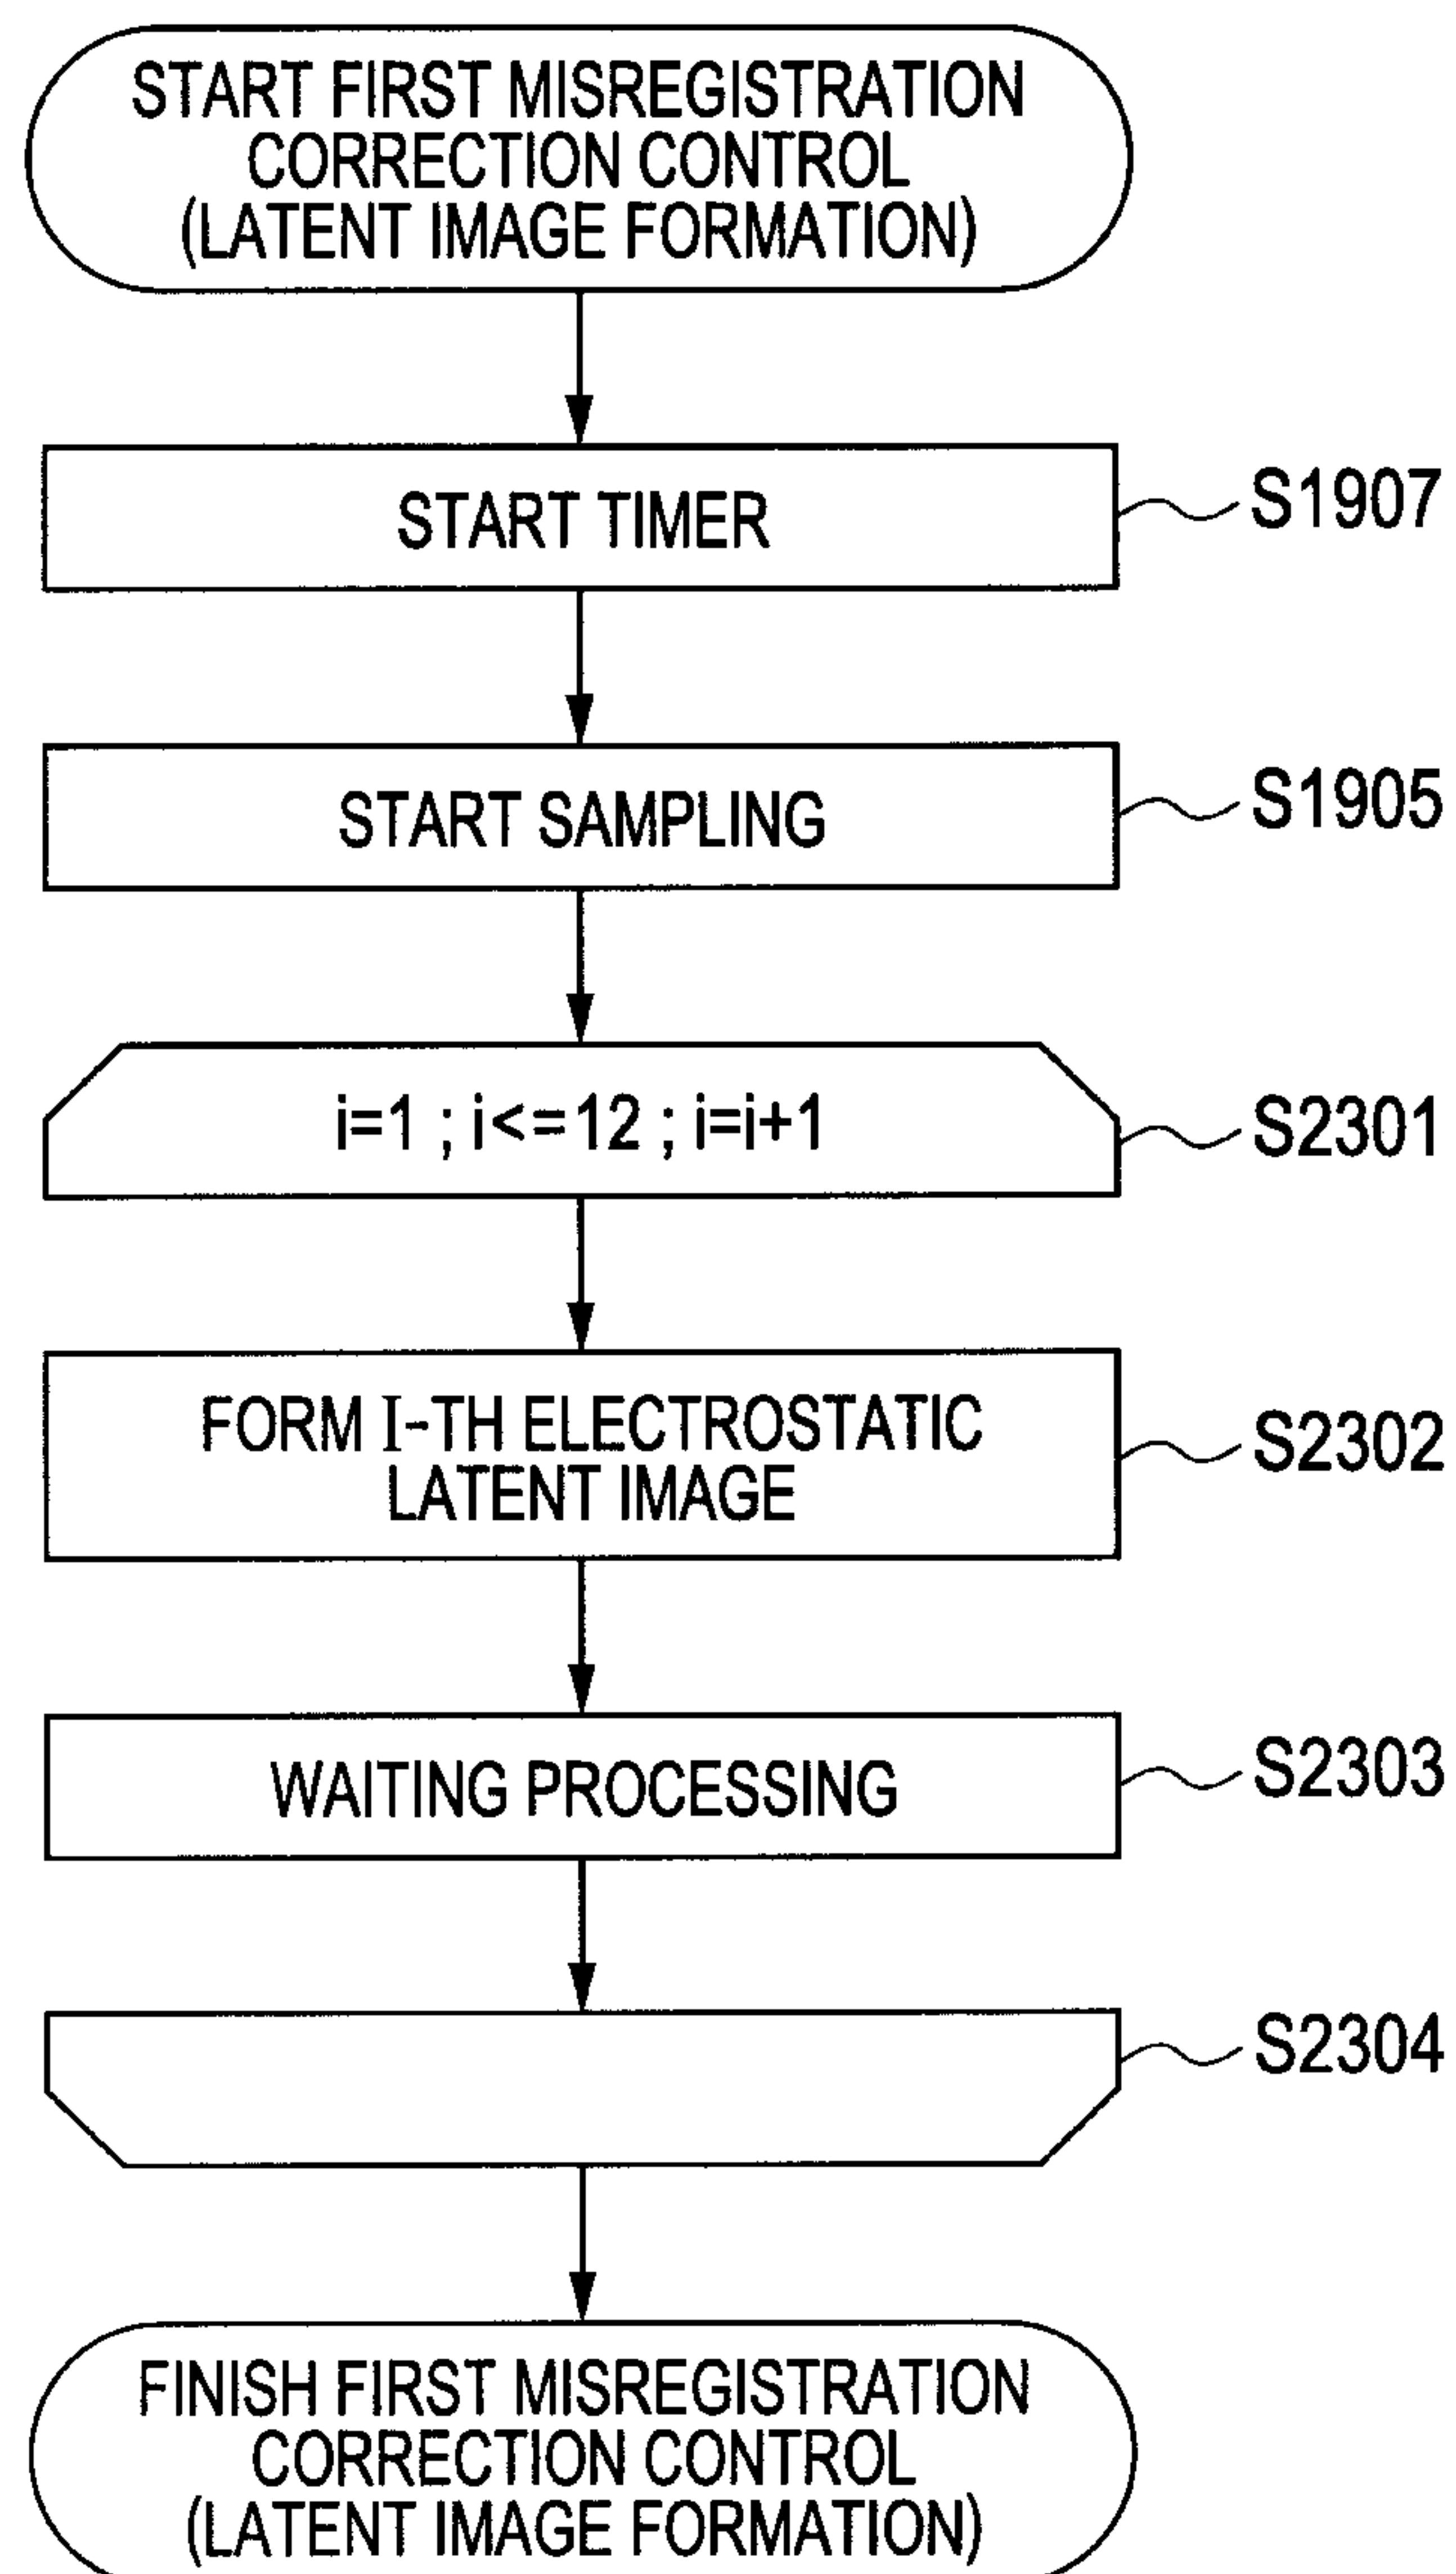 START FIRST MISREGISTRATION
CORRECTION CONTROL
(LATENT IMAGE FORMATION)
START TIMER
S1907
START SAMPLING
S1905
i=1 ; i<=12 ; i=i+1
S2301
FORM I-TH ELECTROSTATIC
LATENT IMAGE
S2302
WAITING PROCESSING
S2303
S2304
FINISH FIRST MISREGISTRATION
CORRECTION CONTROL
(LATENT IMAGE FORMATION)